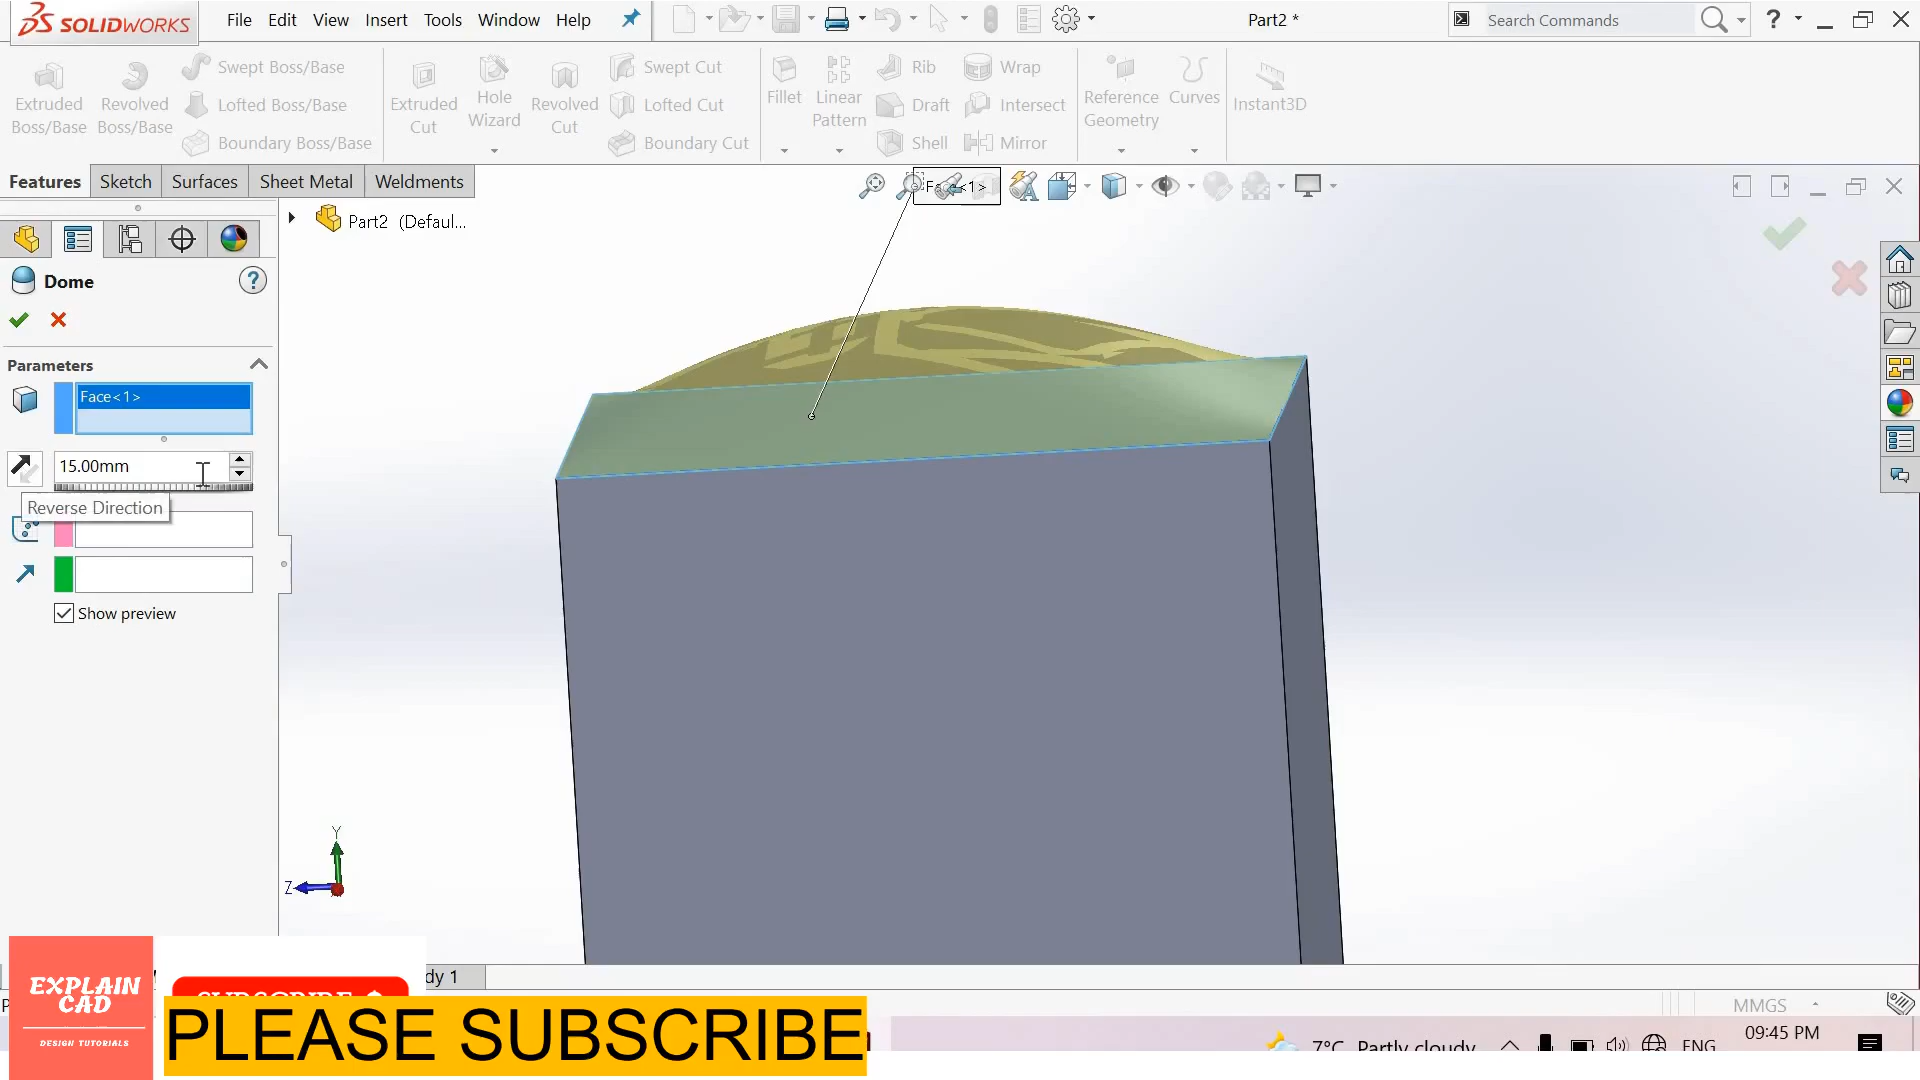 SOLIDWORKS File Edit View Insert Tools Window Help Part2 * Search Commands ?
Extruded Boss/Base
Revolved Boss/Base
Swept Boss/Base
Lofted Boss/Base
Boundary Boss/Base
Extruded Cut
Hole Wizard
Revolved Cut
Swept Cut
Lofted Cut
Boundary Cut
Fillet
Linear Pattern
Rib
Draft
Shell
Wrap
Intersect
Mirror
Reference Geometry
Curves
Instant3D
Features Sketch Surfaces Sheet Metal Weldments
Part2 (Defaul...
Dome ?
Parameters
Face<1>
15.00mm
Reverse Direction
Show preview
Y
Z
dy 1
MMGS
EXPLAIN
CAD
DESIGN TUTORIALS
PLEASE SUBSCRIBE
7°C Partly cloudy ENG 09:45 PM